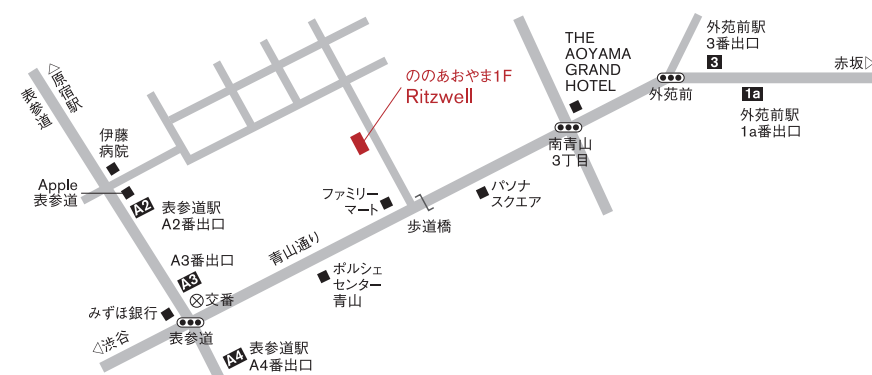 △原宿駅
表参道
伊藤
病院
Apple
表参道
A2
表参道駅
A2番出口
A3番出口
A3
交番
みずほ銀行
表参道
◁渋谷
A4
表参道駅
A4番出口
青山通り
ポルシェ
センター
青山
ファミリー
マート
歩道橋
ののあおやま1F
Ritzwell
パソナ
スクエア
THE
AOYAMA
GRAND
HOTEL
南青山
3丁目
外苑前駅
3番出口
3
外苑前
赤坂▷
1a
外苑前駅
1a番出口